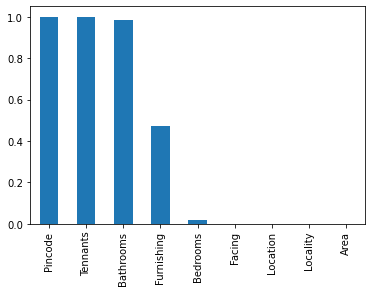 1.0
0.8
0.6
0.4
0.2
0.0
Pincode
Tennants
Bathrooms
Furnishing
Bedrooms
Facing
Location
Locality
Area